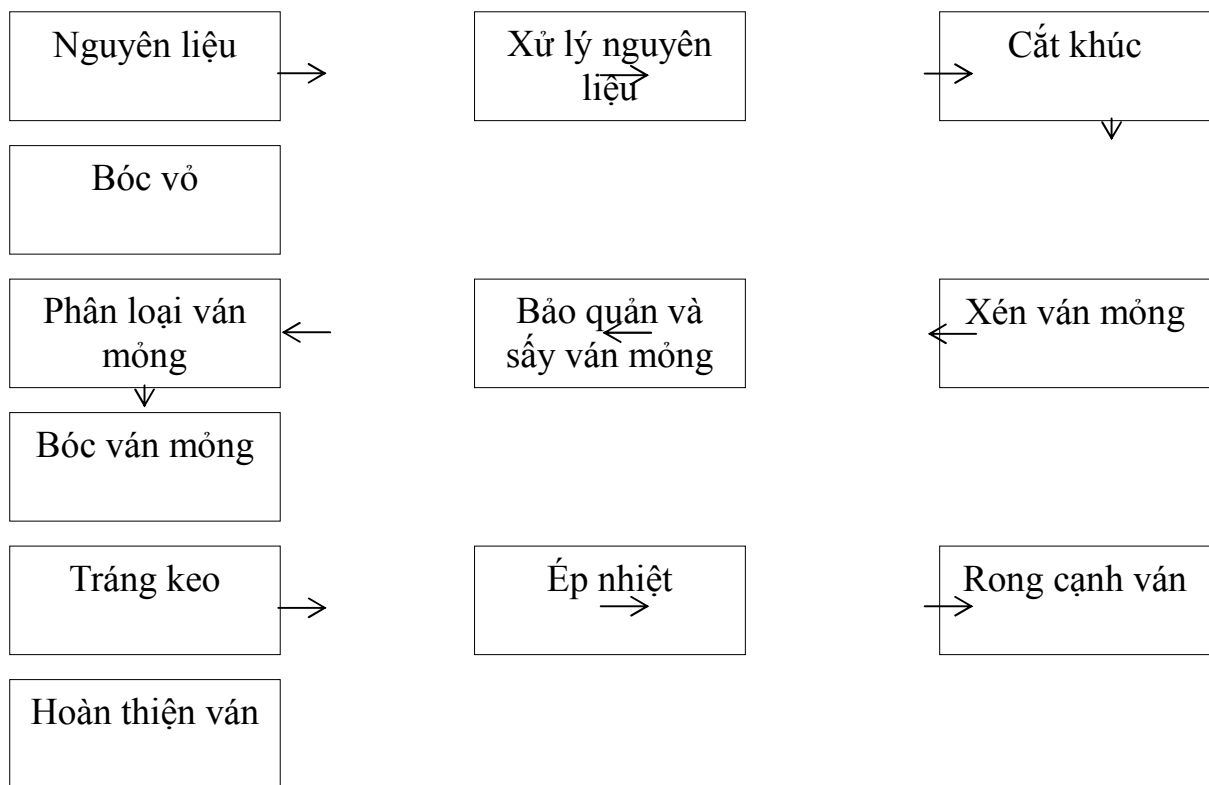 Nguyên liệu
Xử lý nguyên
liệu
Cắt khúc
Bóc vỏ
Phân loại ván
mỏng
Bảo quản và
sấy ván mỏng
Xén ván mỏng
Bóc ván mỏng
Tráng keo
Ép nhiệt
Rong cạnh ván
Hoàn thiện ván